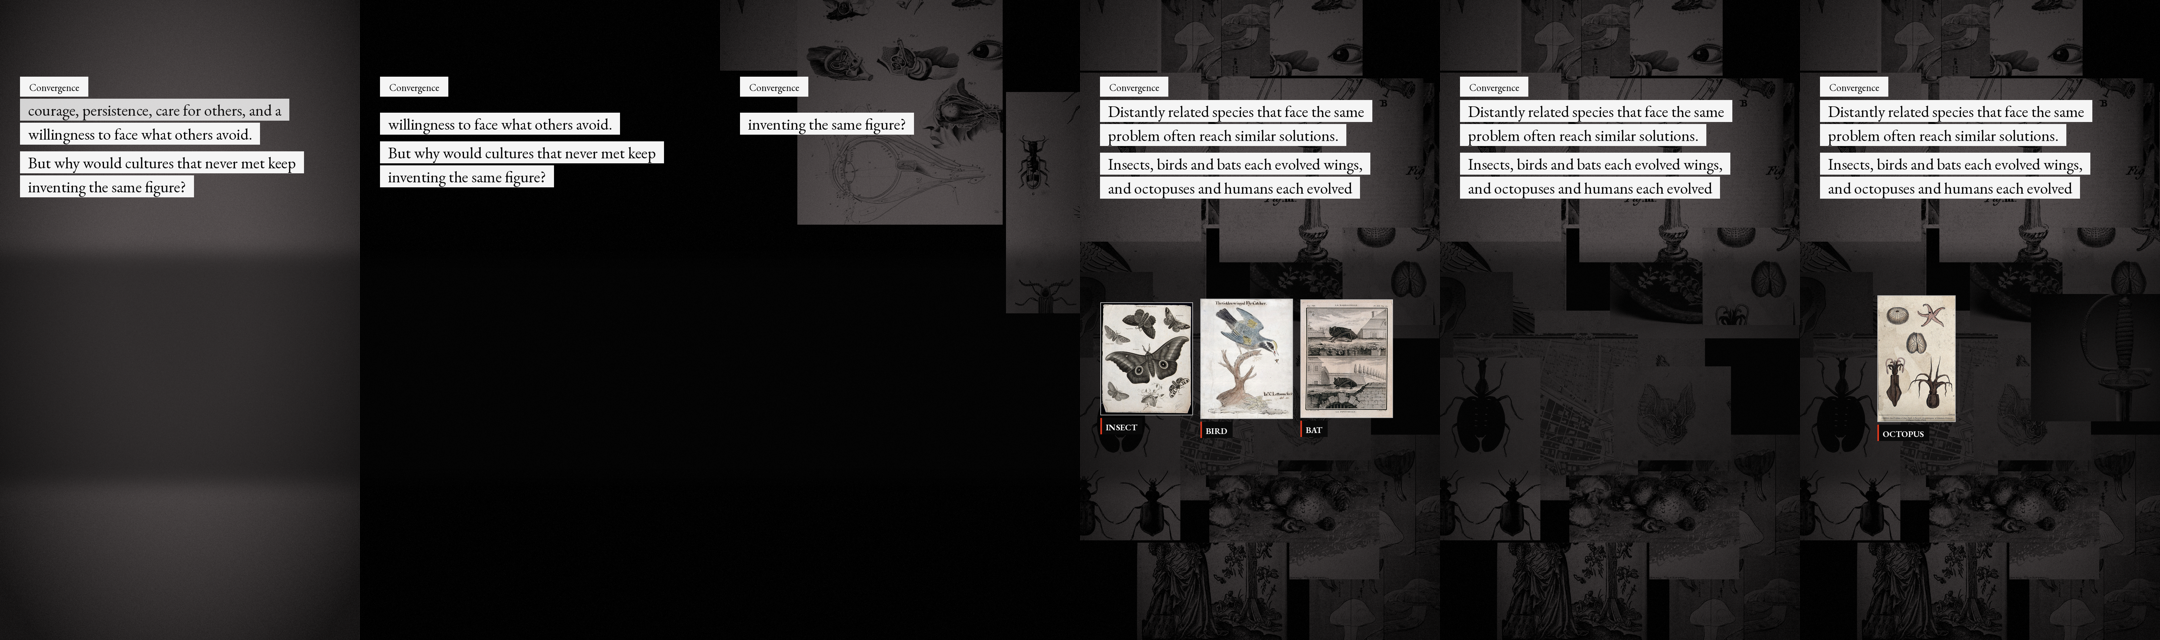 Convergence
courage, persistence, care for others, and a
willingness to face what others avoid.
But why would cultures that never met keep
inventing the same figure?
Convergence
willingness to face what others avoid.
But why would cultures that never met keep
inventing the same figure?
Convergence
inventing the same figure?
Convergence
Distantly related species that face the same
problem often reach similar solutions.
Insects, birds and bats each evolved wings,
and octopuses and humans each evolved
INSECT
BIRD
BAT
Convergence
Distantly related species that face the same
problem often reach similar solutions.
Insects, birds and bats each evolved wings,
and octopuses and humans each evolved
Convergence
Distantly related species that face the same
problem often reach similar solutions.
Insects, birds and bats each evolved wings,
and octopuses and humans each evolved
OCTOPUS